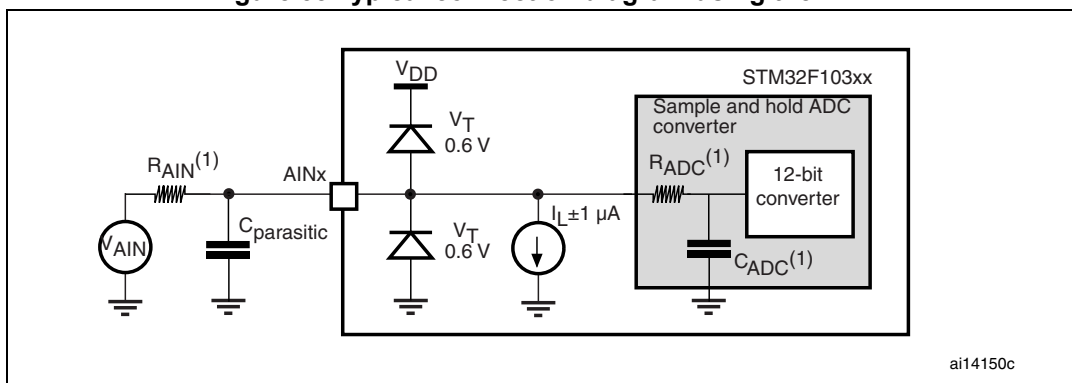 STM32F103xx
VDD
Sample and hold ADC
converter
VT
0.6 V
RAIN(1)
AINx
RADC(1)
12-bit
converter
VAIN
Cparasitic
VT
0.6 V
IL±1 µA
CADC(1)
ai14150c